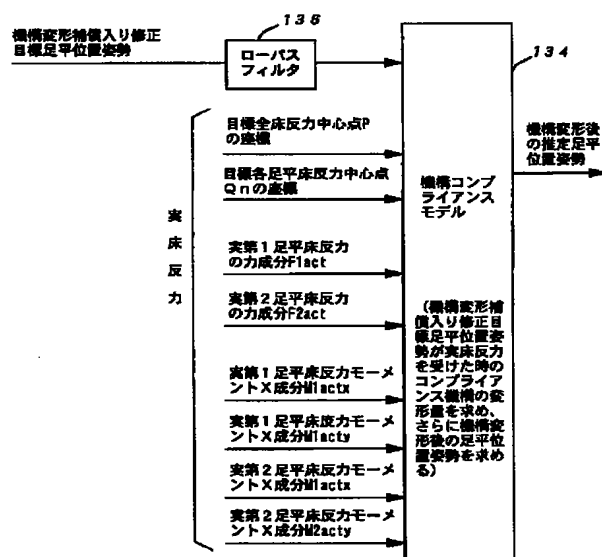 136
機構変形補償入り修正
目標足平位置姿勢
ローパス
フィルタ
134
目標全床反力中心点P
の座標
目標各足平床反力中心点
Qnの座標
実床反力
実第1足平床反力
の力成分F1act
実第2足平床反力
の力成分F2act
実第1足平床反力モーメ
ントX成分M1actx
実第1足平床反力モーメ
ントX成分M1acty
実第2足平床反力モーメ
ントX成分M1actx
実第2足平床反力モーメ
ントX成分M2acty
機構コンプ
ライアンス
モデル
(機構変形補
償入り修正目
標足平位置姿
勢が実床反力
を受けた時の
コンプライア
ンス機構の変
形量を求め、
さらに機構変
形後の足平位
置姿勢を求め
る)
機構変形後
の推定足平
位置姿勢